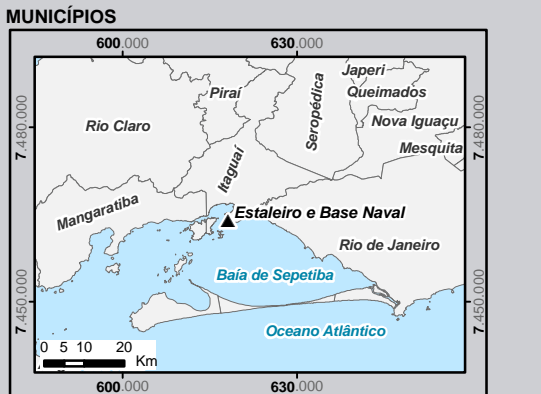 MUNICÍPIOS
600.000 630.000
Japeri
Piraí
Seropédica
Queimados
7.480.000
Rio Claro
Nova Iguaçu
7.480.000
Mesquita
Itaguaí
Mangaratiba
Estaleiro e Base Naval
Rio de Janeiro
Baía de Sepetiba
7.450.000
7.450.000
Oceano Atlântico
0 5 10 20
Km
600.000 630.000